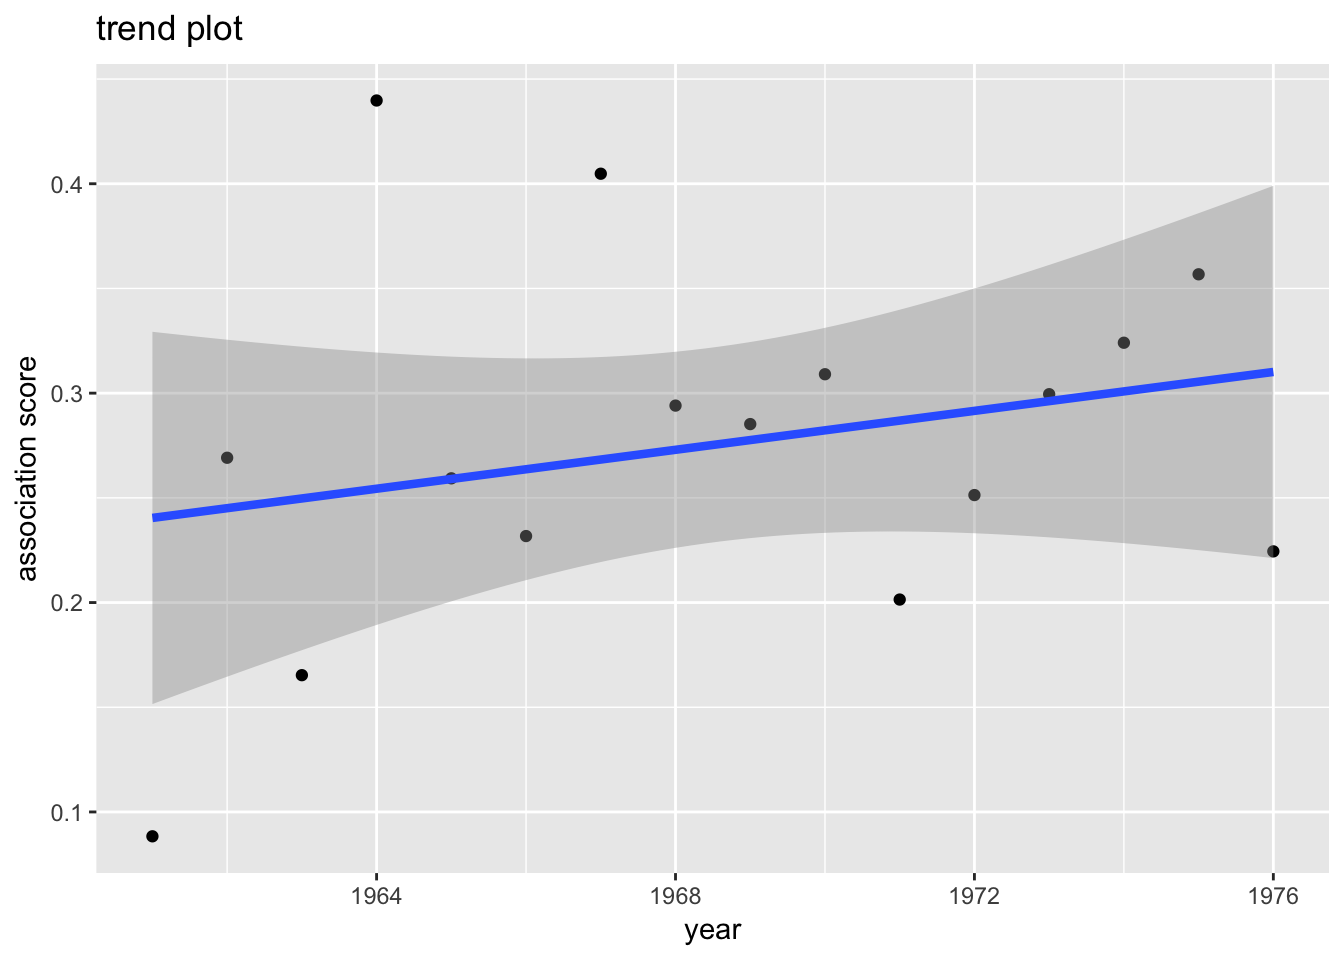 trend plot
association score
0.4
0.3
0.2
0.1
1964 1968 1972 1976
year